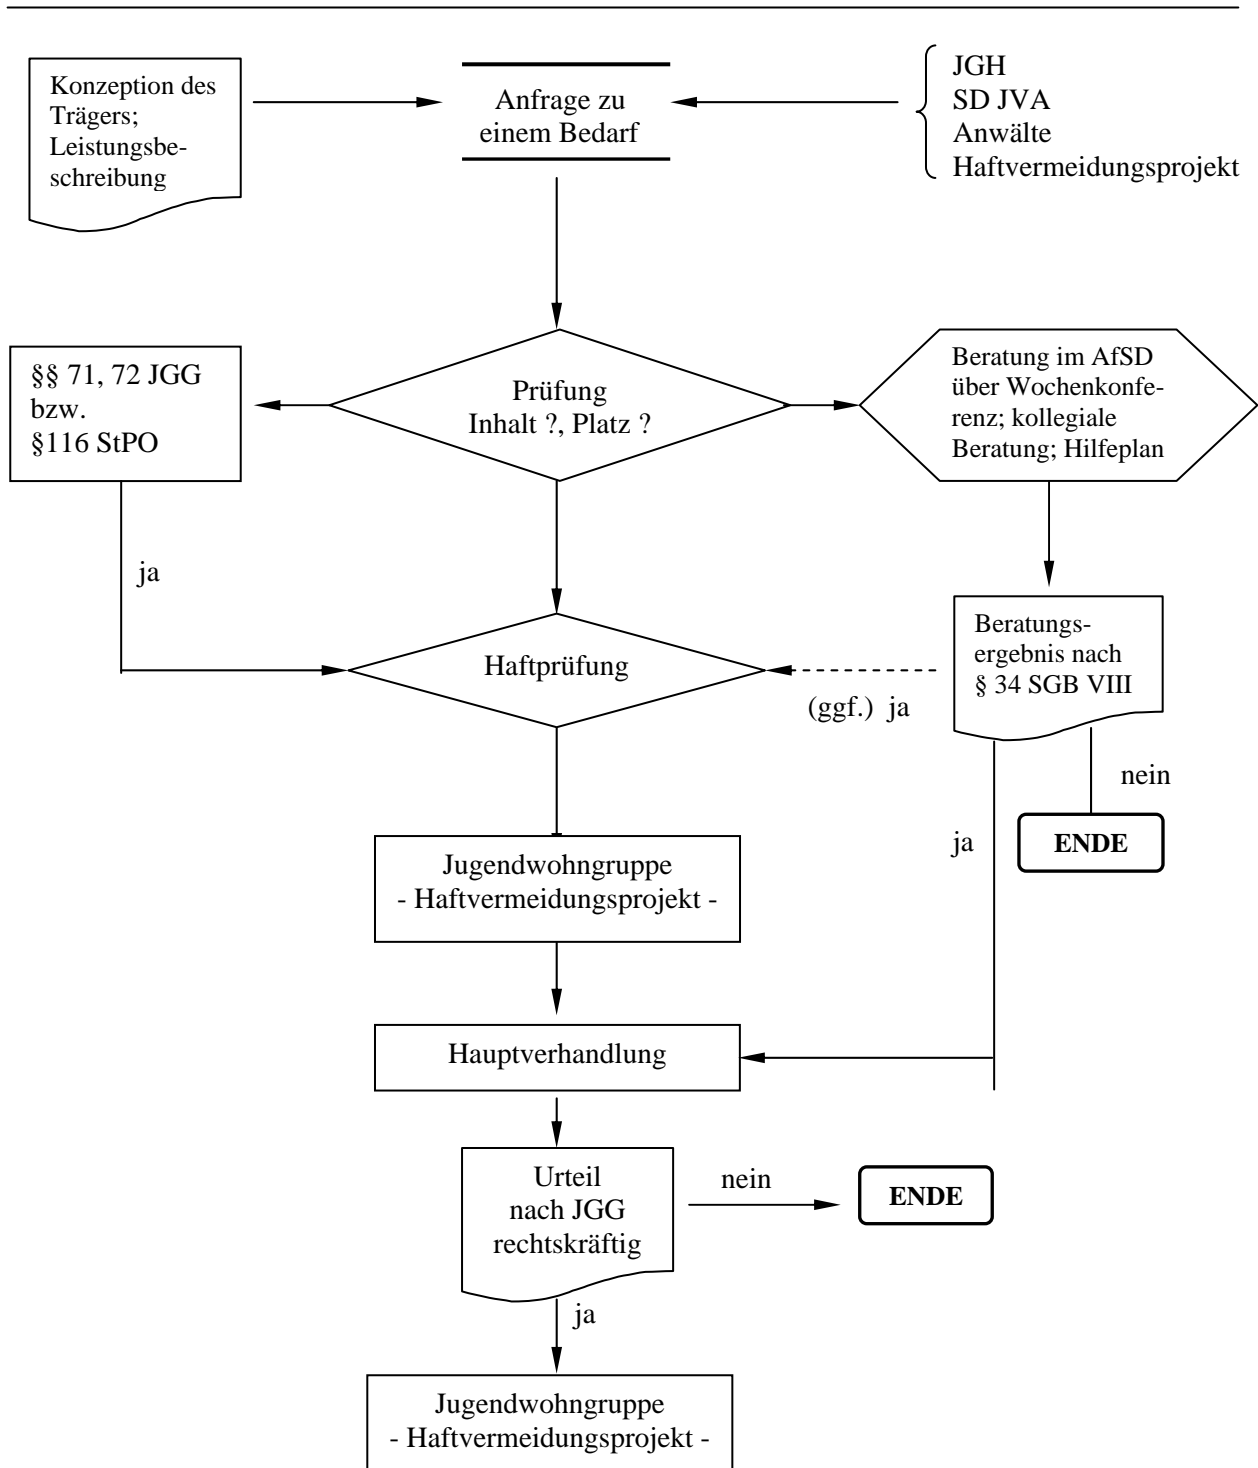 Konzeption des
Trägers;
Leistungsbe-
schreibung
Anfrage zu
einem Bedarf
JGH
SD JVA
Anwälte
Haftvermeidungsprojekt
§§ 71, 72 JGG
bzw.
§116 StPO
Prüfung
Inhalt ?, Platz ?
Beratung im AfSD
über Wochenkonfe-
renz; kollegiale
Beratung; Hilfeplan
ja
Haftprüfung
(ggf.) ja
Beratungs-
ergebnis nach
§ 34 SGB VIII
nein
ja
ENDE
Jugendwohngruppe
- Haftvermeidungsprojekt -
Hauptverhandlung
Urteil
nach JGG
rechtskräftig
nein
ENDE
ja
Jugendwohngruppe
- Haftvermeidungsprojekt -